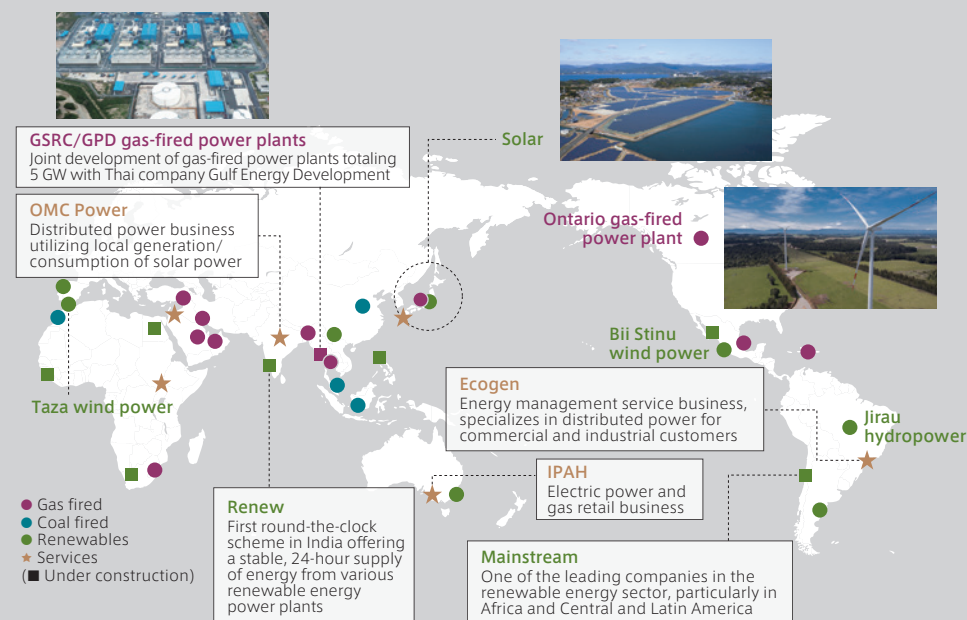 GSRC/GPD gas-fired power plants
Joint development of gas-fired power plants totaling
5 GW with Thai company Gulf Energy Development
OMC Power
Distributed power business
utilizing local generation/
consumption of solar power
Solar
Ontario gas-fired
power plant
Bii Stinu
wind power
Taza wind power
Ecogen
Energy management service business,
specializes in distributed power for
commercial and industrial customers
Jirau
hydropower
IPAH
Electric power and
gas retail business
Renew
First round-the-clock
scheme in India offering
a stable, 24-hour supply
of energy from various
renewable energy
power plants
Mainstream
One of the leading companies in the
renewable energy sector, particularly in
Africa and Central and Latin America
Gas fired
Coal fired
Renewables
Services
(■ Under construction)